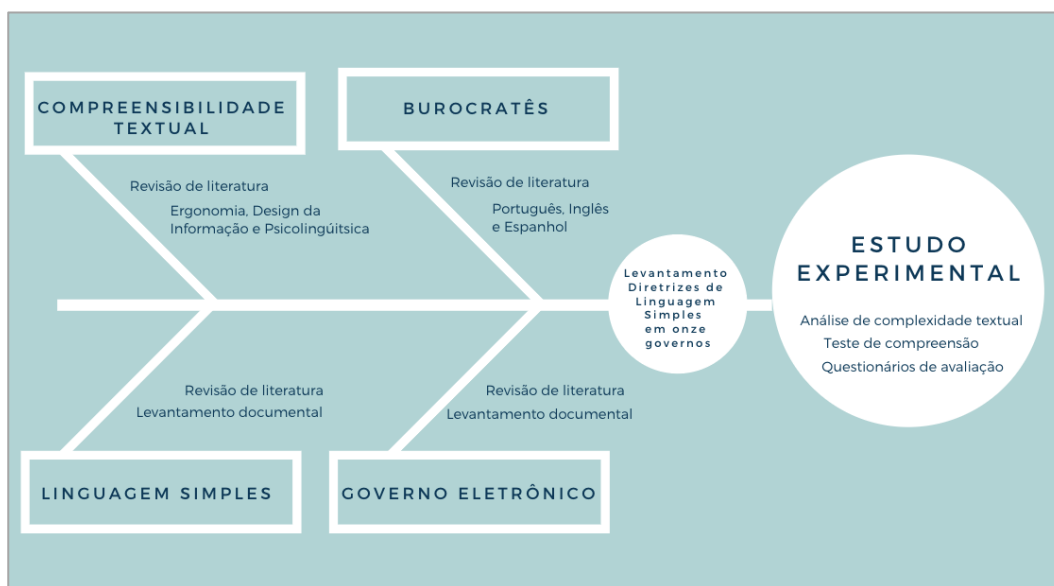 COMPREENSIBILIDADE
TEXTUAL
Revisão de literatura
Ergonomia, Design da
Informação e Psicolingúitsica
BUROCRATÊS
Revisão de literatura
Português, Inglês
e Espanhol
LINGUAGEM SIMPLES
Revisão de literatura
Levantamento documental
GOVERNO ELETRÔNICO
Revisão de literatura
Levantamento documental
Levantamento
Diretrizes de
Linguagem
Simples
em onze
governos
ESTUDO
EXPERIMENTAL
Análise de complexidade textual
Teste de compreensão
Questionários de avaliação